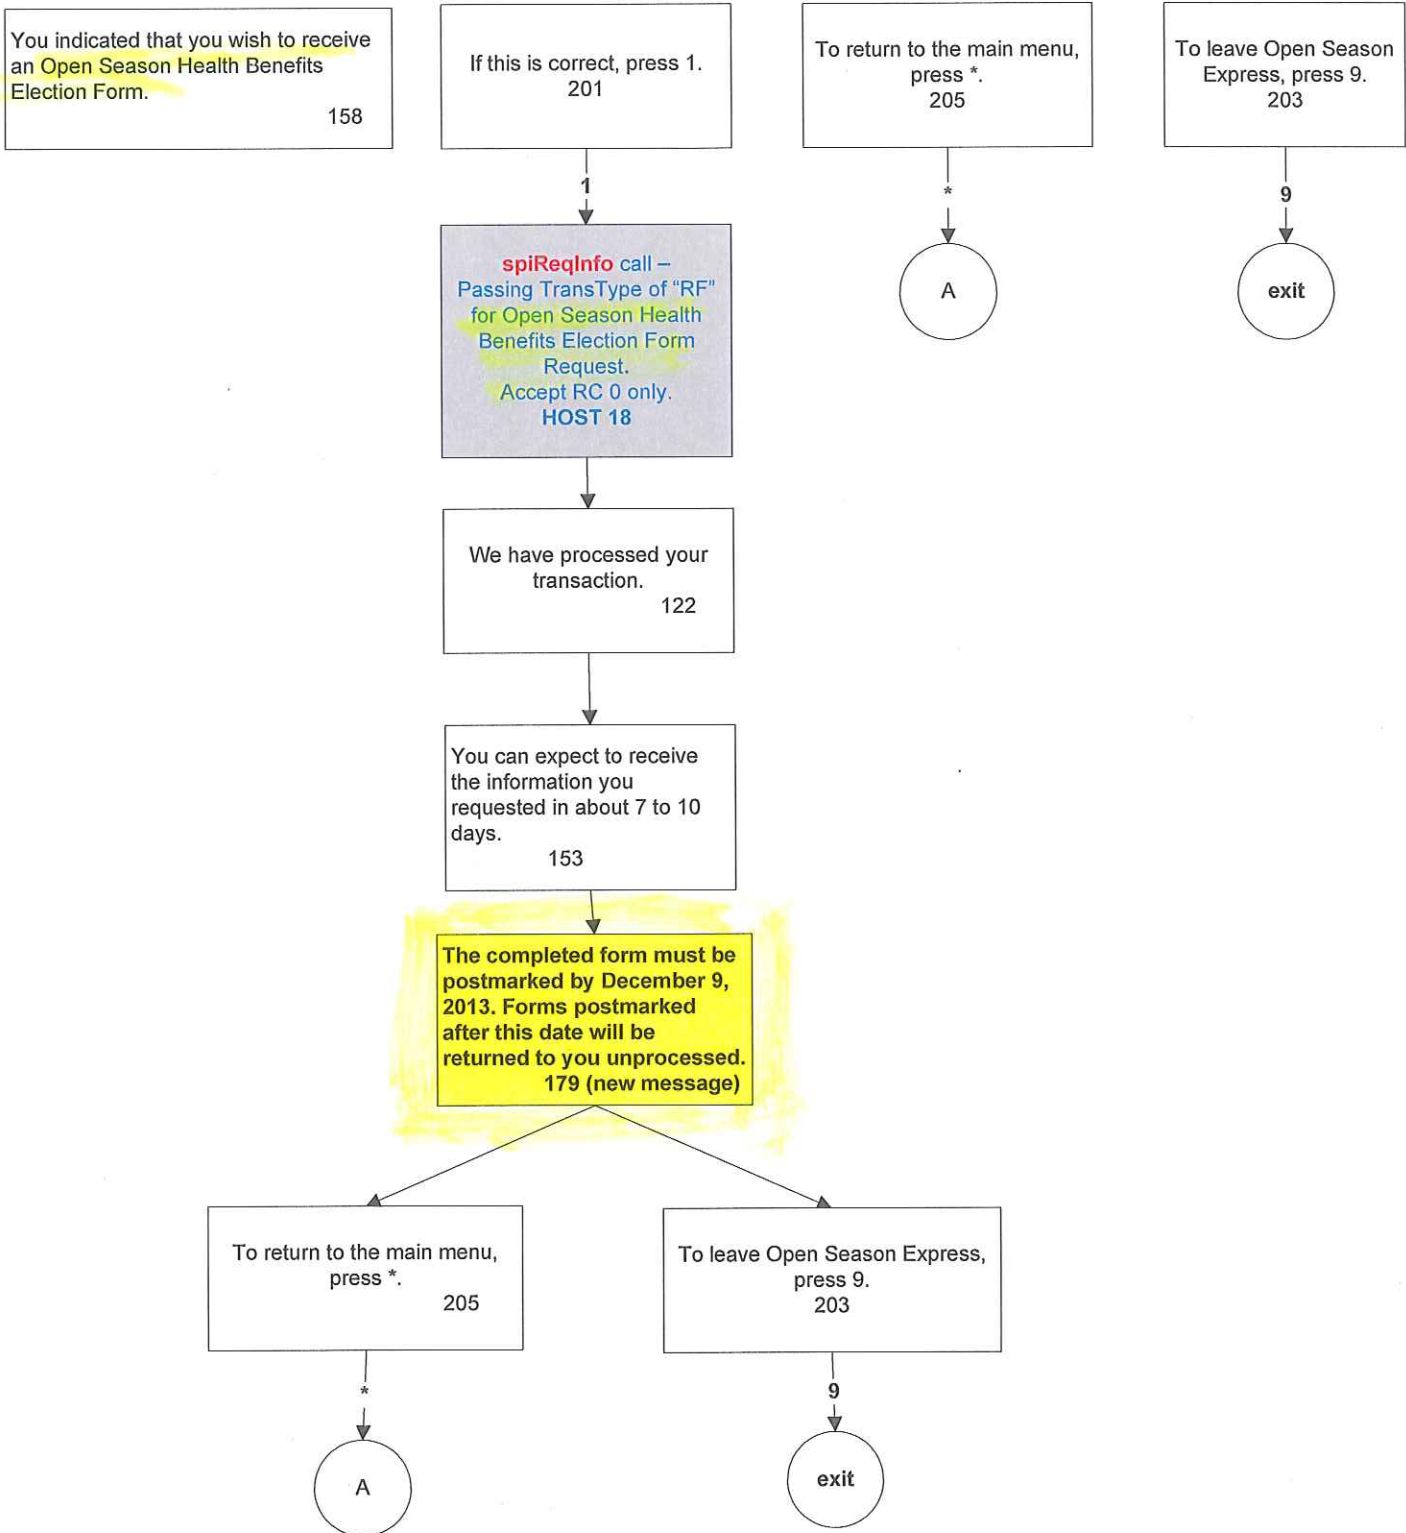 You indicated that you wish to receive
an Open Season Health Benefits
Election Form.
158
If this is correct, press 1.
201
To return to the main menu,
press *.
205
To leave Open Season
Express, press 9.
203
1
*
9
spiReqInfo call –
Passing TransType of “RF”
for Open Season Health
Benefits Election Form
Request.
Accept RC 0 only.
HOST 18
A
exit
We have processed your
transaction.
122
You can expect to receive
the information you
requested in about 7 to 10
days.
153
The completed form must be
postmarked by December 9,
2013. Forms postmarked
after this date will be
returned to you unprocessed.
179 (new message)
To return to the main menu,
press *.
205
To leave Open Season Express,
press 9.
203
*
9
A
exit